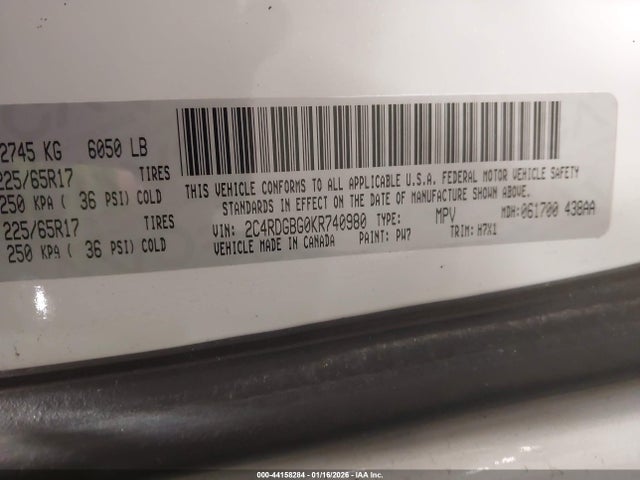 2745 KG 6050 LB
225/65R17 TIRES
250 KPA ( 36 PSI) COLD
225/65R17 TIRES
250 KPA ( 36 PSI) COLD
THIS VEHICLE CONFORMS TO ALL APPLICABLE U.S.A. FEDERAL MOTOR VEHICLE SAFETY
STANDARDS IN EFFECT ON THE DATE OF MANUFACTURE SHOWN ABOVE.
VIN: 2C4RDGBG0KR740980 TYPE: MPV MDH: 061700 438AA
VEHICLE MADE IN CANADA PAINT: PW7 TRIM: H7X1
000-44158284 - 01/16/2026 - IAA Inc.